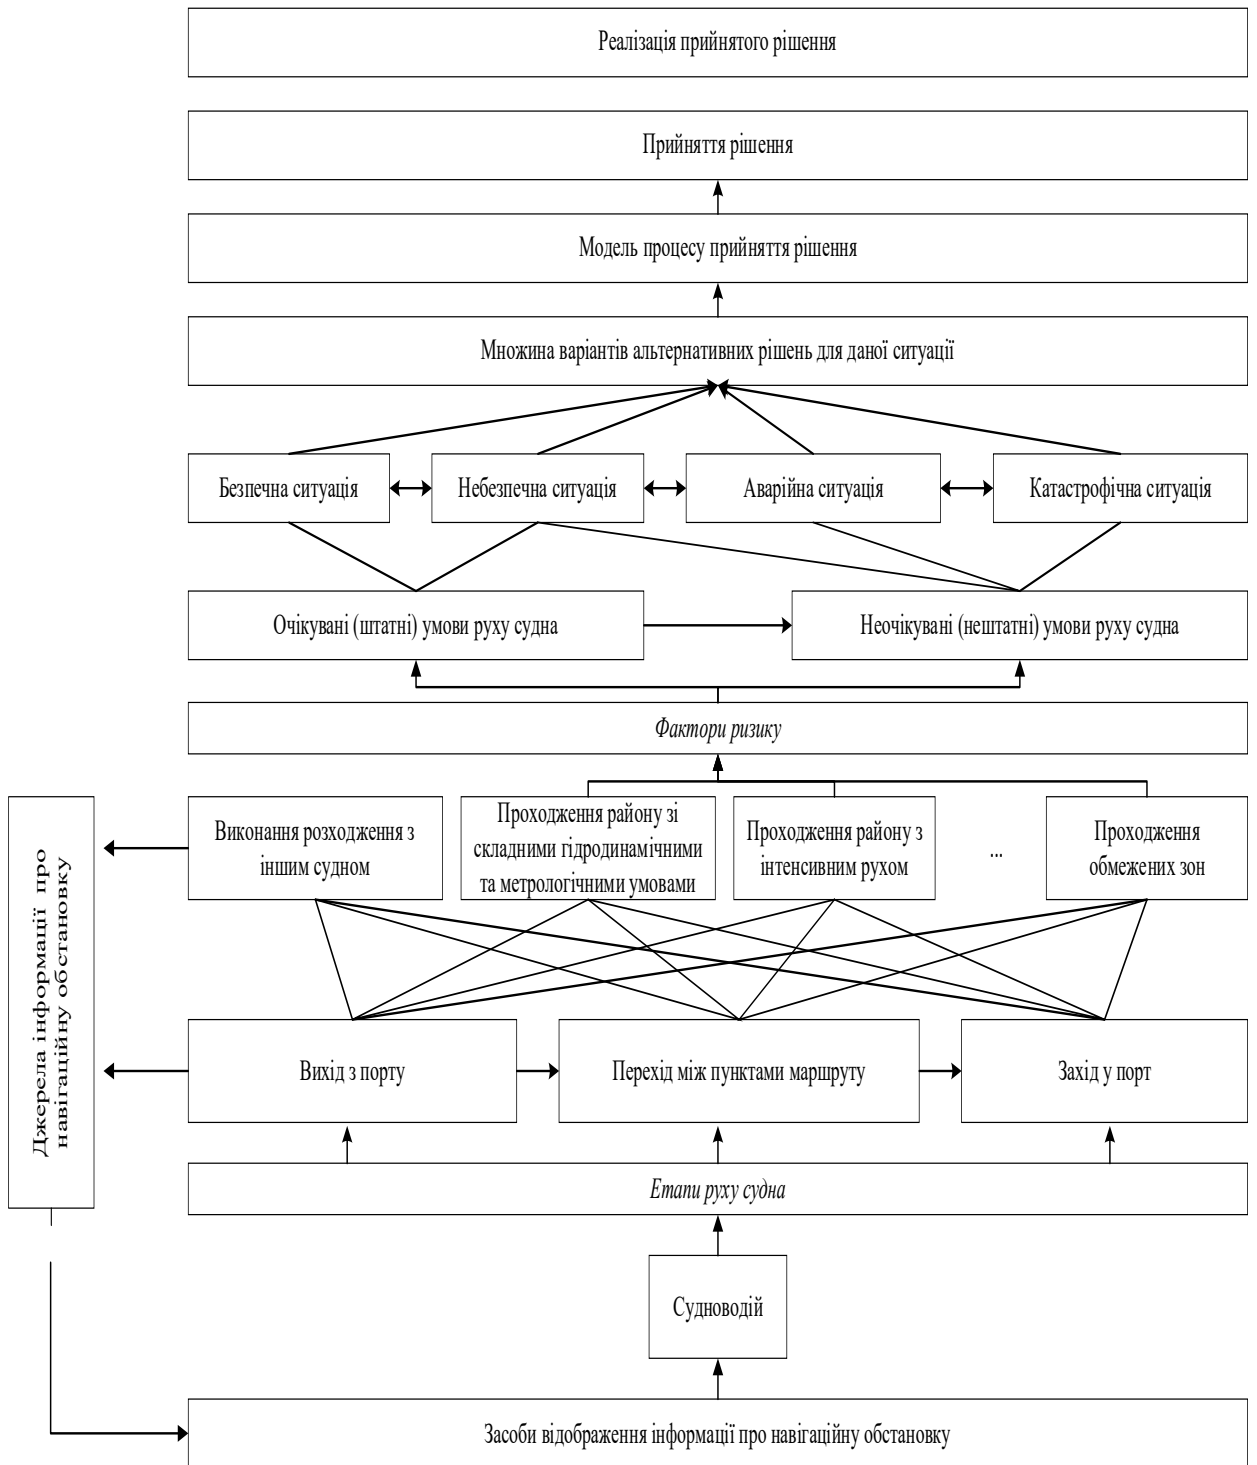 Реалізація прийнятого рішення
Прийняття рішення
Модель процесу прийняття рішення
Множина варіантів альтернативних рішень для даної ситуації
Безпечна ситуація
Небезпечна ситуація
Аварійна ситуація
Катастрофічна ситуація
Очікувані (штатні) умови руху судна
Неочікувані (нештатні) умови руху судна
Фактори ризику
Джерела інформації про
навігаційну обстановку
Виконання розходження з
іншим судном
Проходження району зі
складними гідродинамічними
та метрологічними умовами
Проходження району з
інтенсивним рухом
...
Проходження
обмежених зон
Вихід з порту
Перехід між пунктами маршруту
Захід у порт
Етапи руху судна
Судноводій
Засоби відображення інформації про навігаційну обстановку